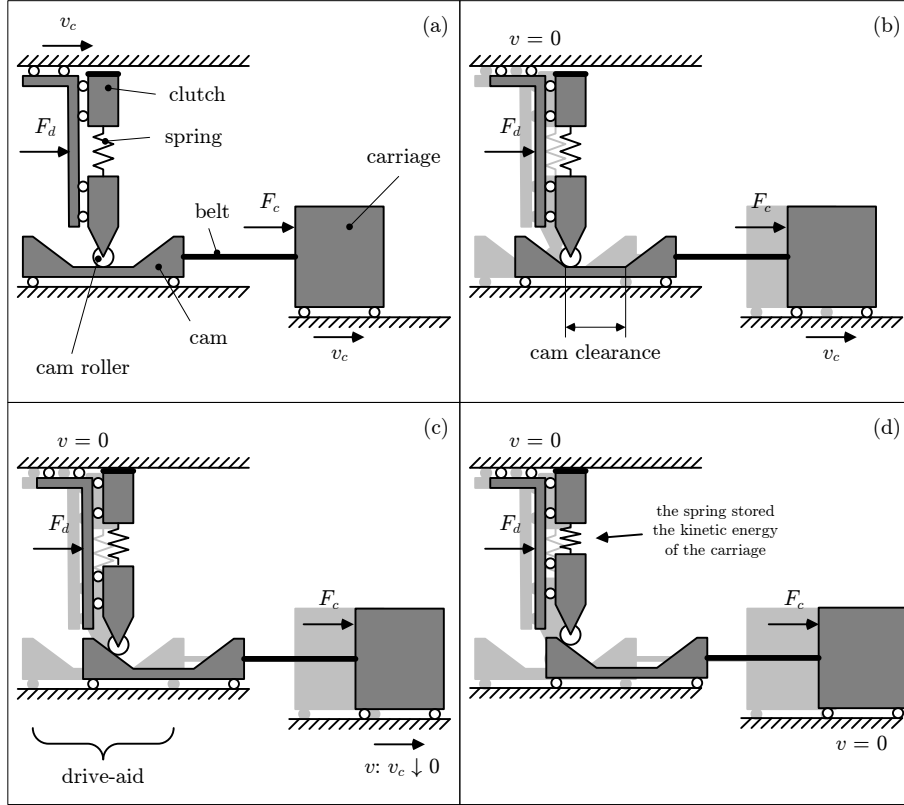 (a)
v_c
clutch
F_d
spring
carriage
F_c
belt
cam
cam roller
v_c
(b)
v = 0
F_d
F_c
cam clearance
v_c
(c)
v = 0
F_d
F_c
drive-aid
v: v_c ↓ 0
(d)
v = 0
the spring stored
the kinetic energy
of the carriage
F_d
F_c
v = 0